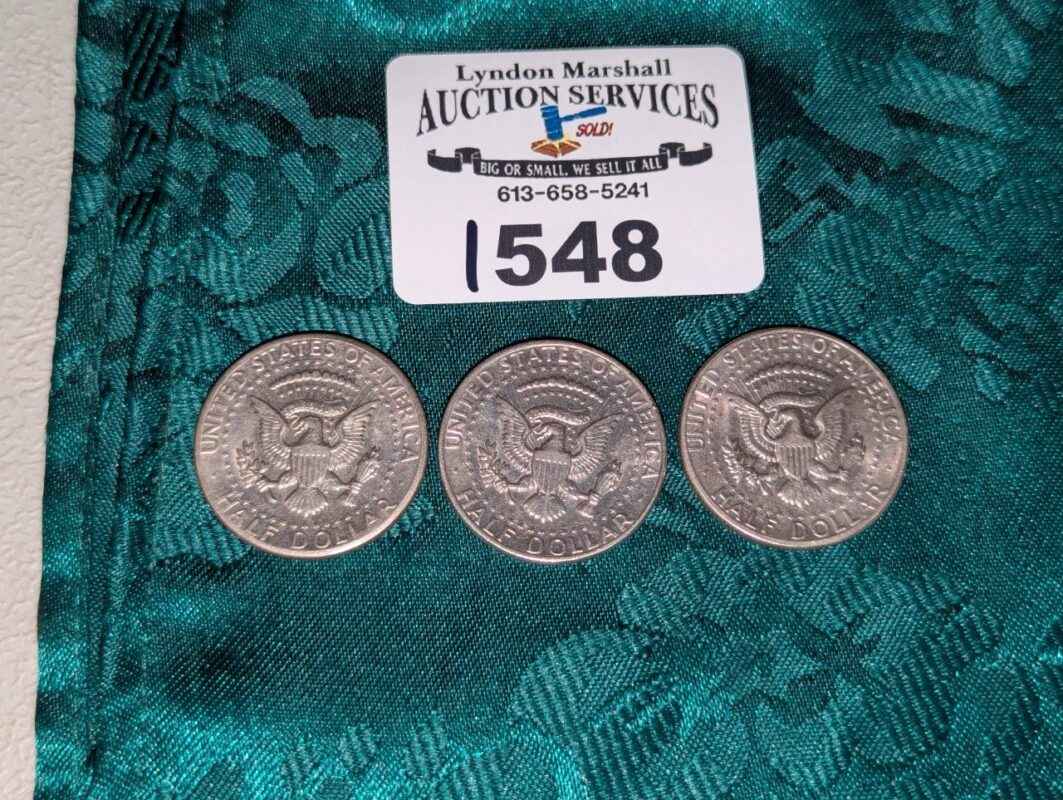 Lyndon Marshall
AUCTION SERVICES
SOLD!
BIG OR SMALL, WE SELL IT ALL
613-658-5241
1548
UNITED STATES OF AMERICA
HALF DOLLAR
UNITED STATES OF AMERICA
HALF DOLLAR
UNITED STATES OF AMERICA
HALF DOLLAR